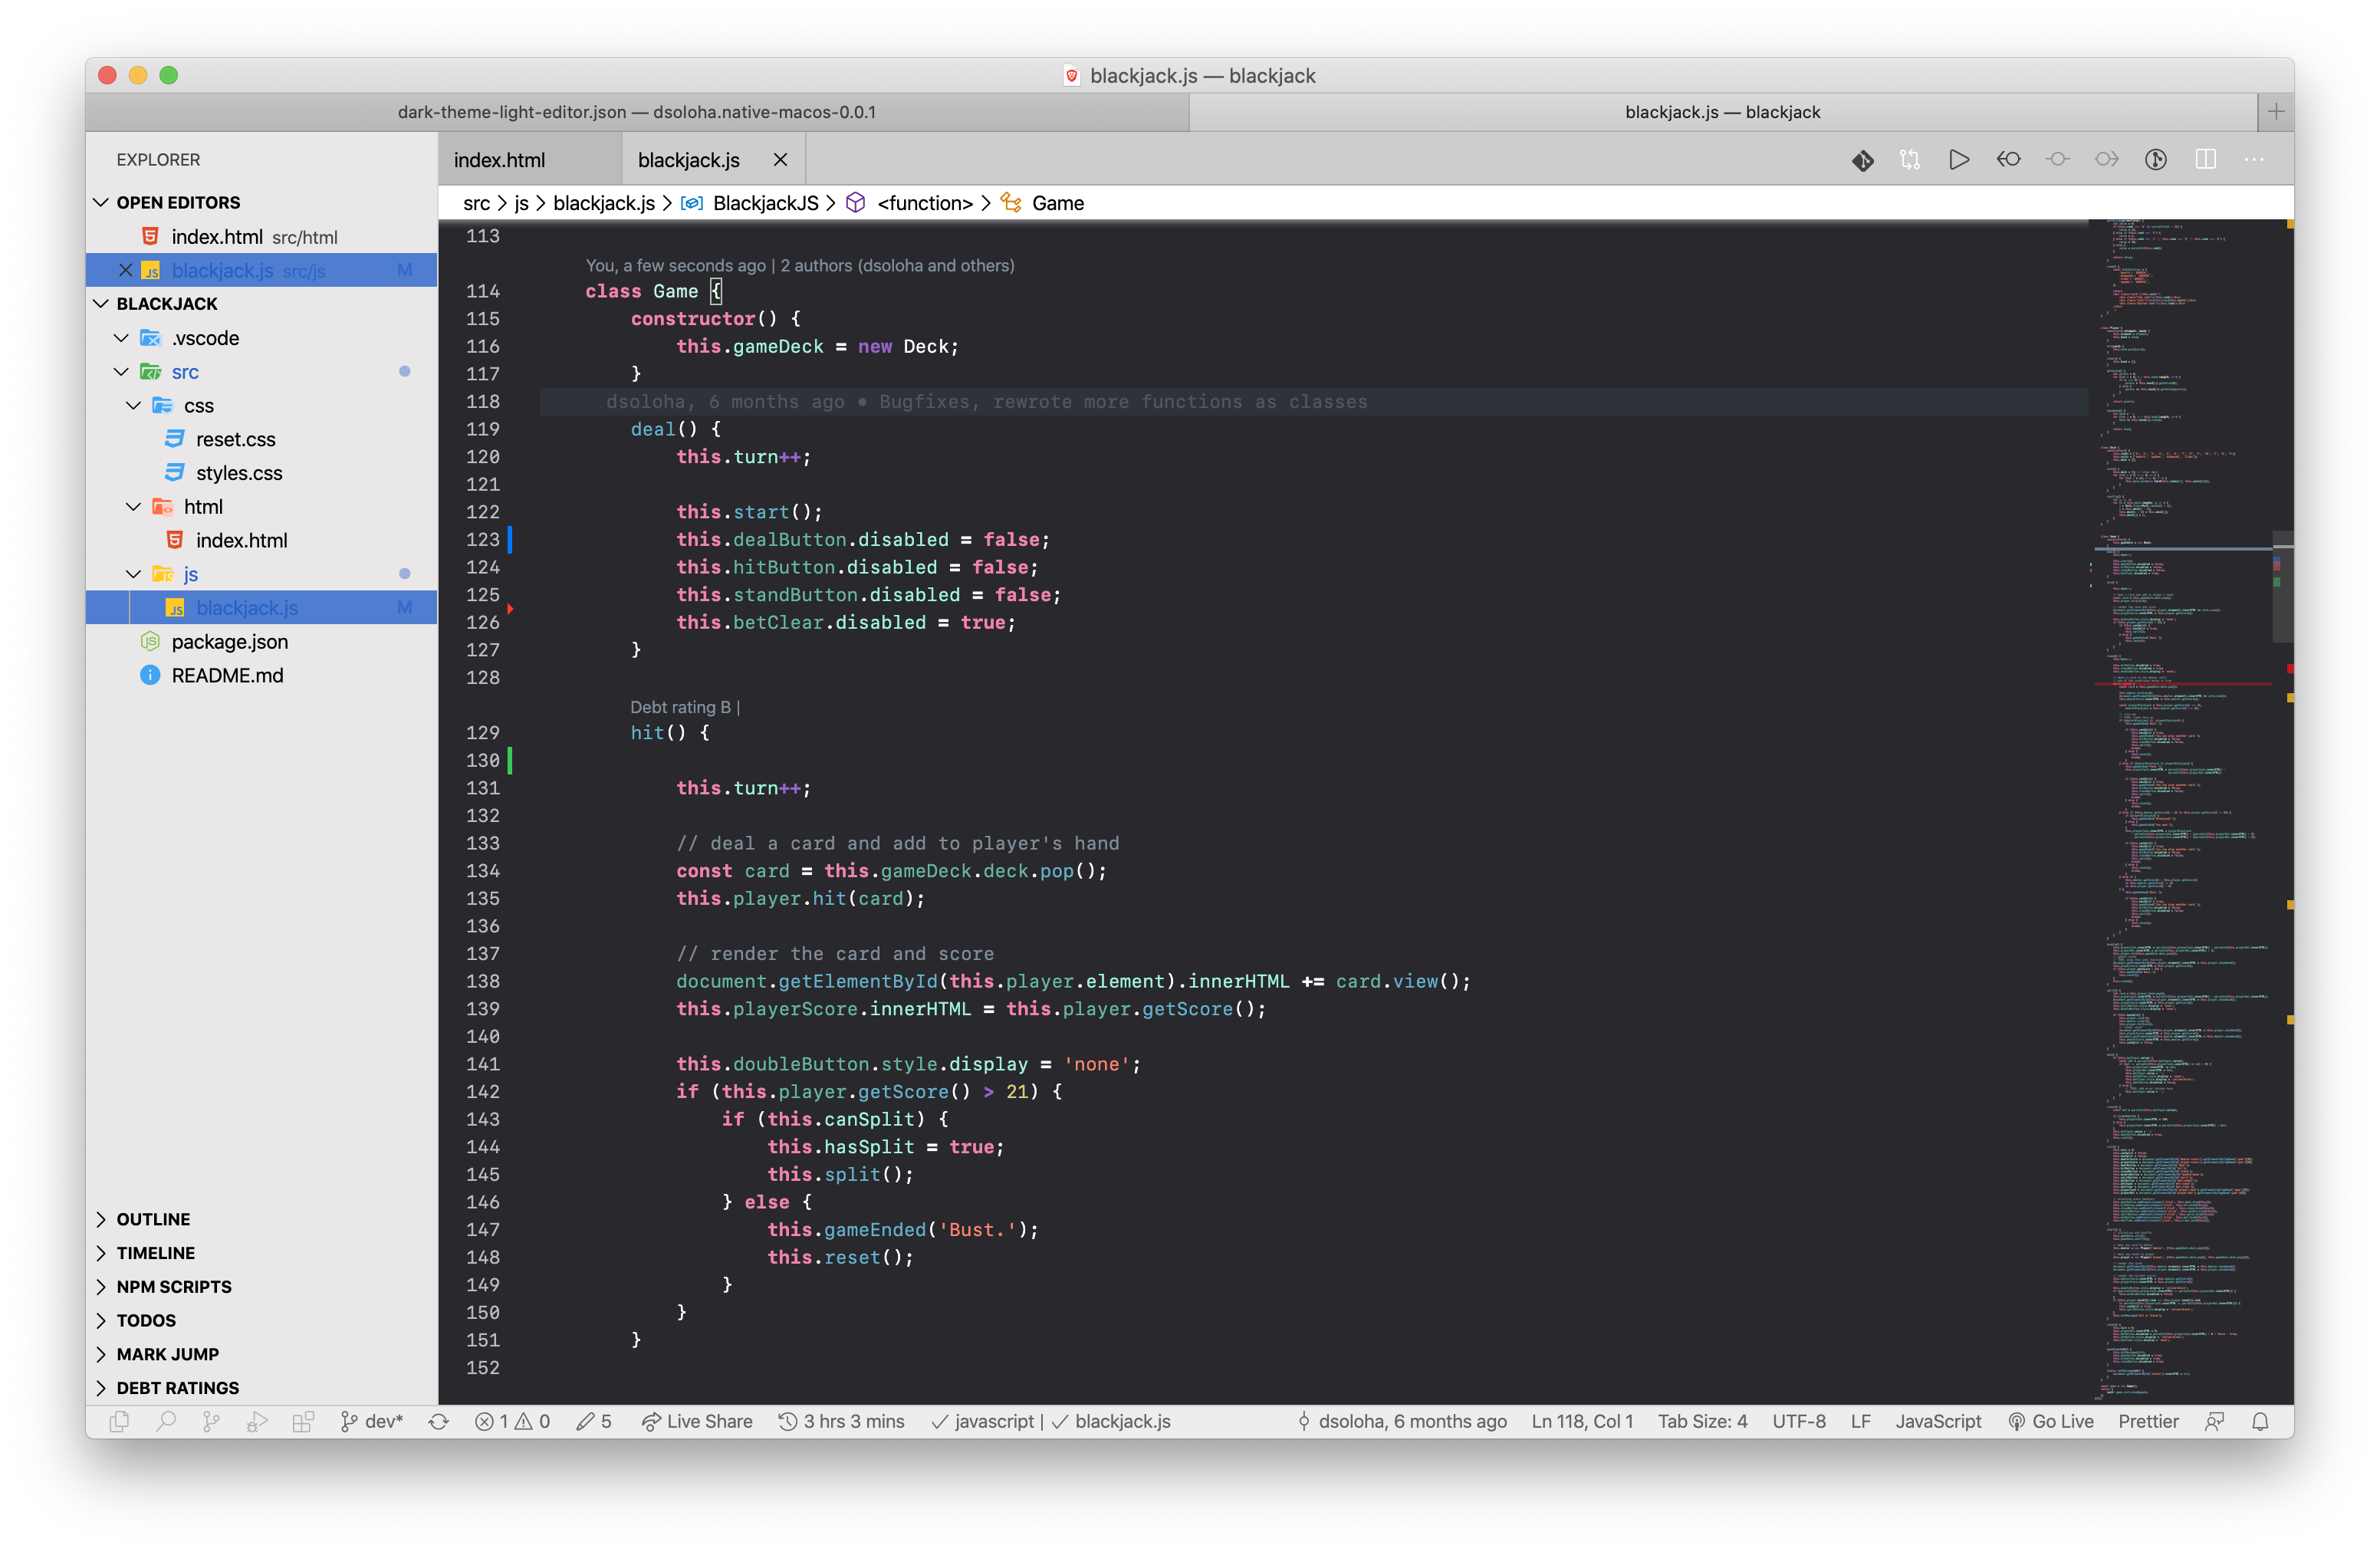 blackjack.js — blackjack
dark-theme-light-editor.json — dsoloha.native-macos-0.0.1
blackjack.js — blackjack
EXPLORER
OPEN EDITORS
index.html src/html
blackjack.js src/js M
BLACKJACK
.vscode
src
css
reset.css
styles.css
html
index.html
js
blackjack.js M
package.json
README.md
OUTLINE
TIMELINE
NPM SCRIPTS
TODOS
MARK JUMP
DEBT RATINGS
index.html
blackjack.js
src > js > blackjack.js > BlackjackJS > <function> > Game
113
You, a few seconds ago | 2 authors (dsoloha and others)
114 class Game {
115 constructor() {
116 this.gameDeck = new Deck;
117 }
118 dsoloha, 6 months ago • Bugfixes, rewrote more functions as classes
119 deal() {
120 this.turn++;
121
122 this.start();
123 this.dealButton.disabled = false;
124 this.hitButton.disabled = false;
125 this.standButton.disabled = false;
126 this.betClear.disabled = true;
127 }
128
Debt rating B |
129 hit() {
130
131 this.turn++;
132
133 // deal a card and add to player's hand
134 const card = this.gameDeck.deck.pop();
135 this.player.hit(card);
136
137 // render the card and score
138 document.getElementById(this.player.element).innerHTML += card.view();
139 this.playerScore.innerHTML = this.player.getScore();
140
141 this.doubleButton.style.display = 'none';
142 if (this.player.getScore() > 21) {
143 if (this.canSplit) {
144 this.hasSplit = true;
145 this.split();
146 } else {
147 this.gameEnded('Bust.');
148 this.reset();
149 }
150 }
151 }
152
dev* 1 0 5 Live Share 3 hrs 3 mins javascript | blackjack.js dsoloha, 6 months ago Ln 118, Col 1 Tab Size: 4 UTF-8 LF JavaScript Go Live Prettier